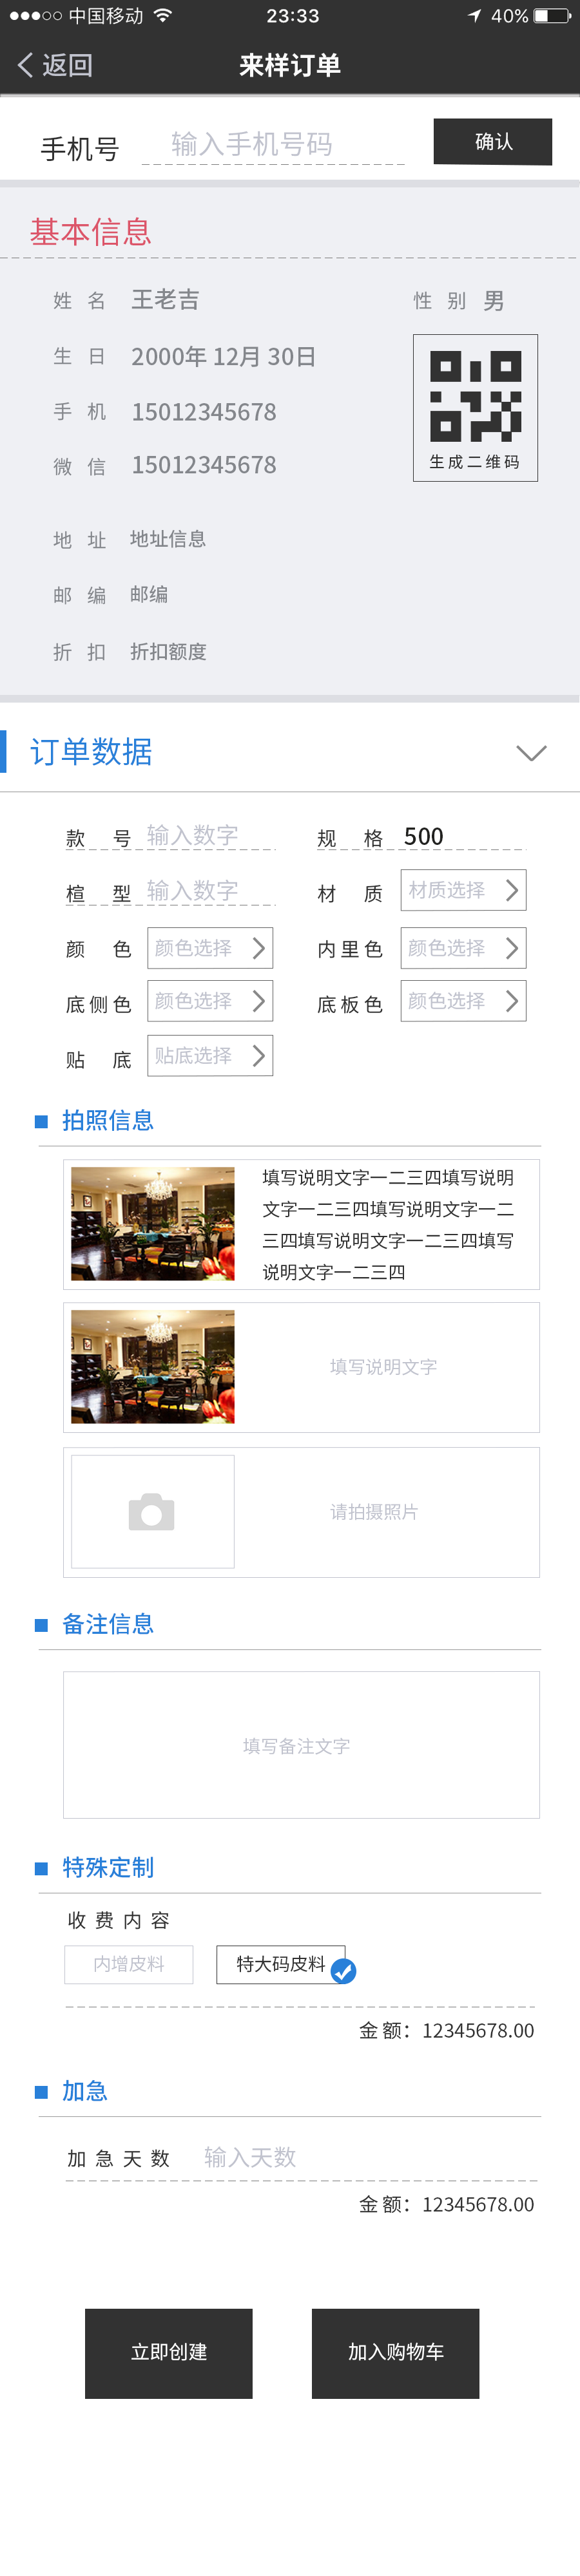 中国移动 23:33 40%
返回 来样订单
手机号 输入手机号码 确认
基本信息
姓 名 王老吉 性 别 男
生 日 2000年 12月 30日
手 机 15012345678
微 信 15012345678
生成二维码
地 址 地址信息
邮 编 邮编
折 扣 折扣额度
订单数据
款 号 输入数字 规 格 500
楦 型 输入数字 材 质 材质选择
颜 色 颜色选择 内里色 颜色选择
底侧色 颜色选择 底板色 颜色选择
贴 底 贴底选择
拍照信息
填写说明文字一二三四填写说明
文字一二三四填写说明文字一二
三四填写说明文字一二三四填写
说明文字一二三四
填写说明文字
请拍摄照片
备注信息
填写备注文字
特殊定制
收费内容
内增皮料 特大码皮料
金额：12345678.00
加急
加急天数 输入天数
金额：12345678.00
立即创建 加入购物车